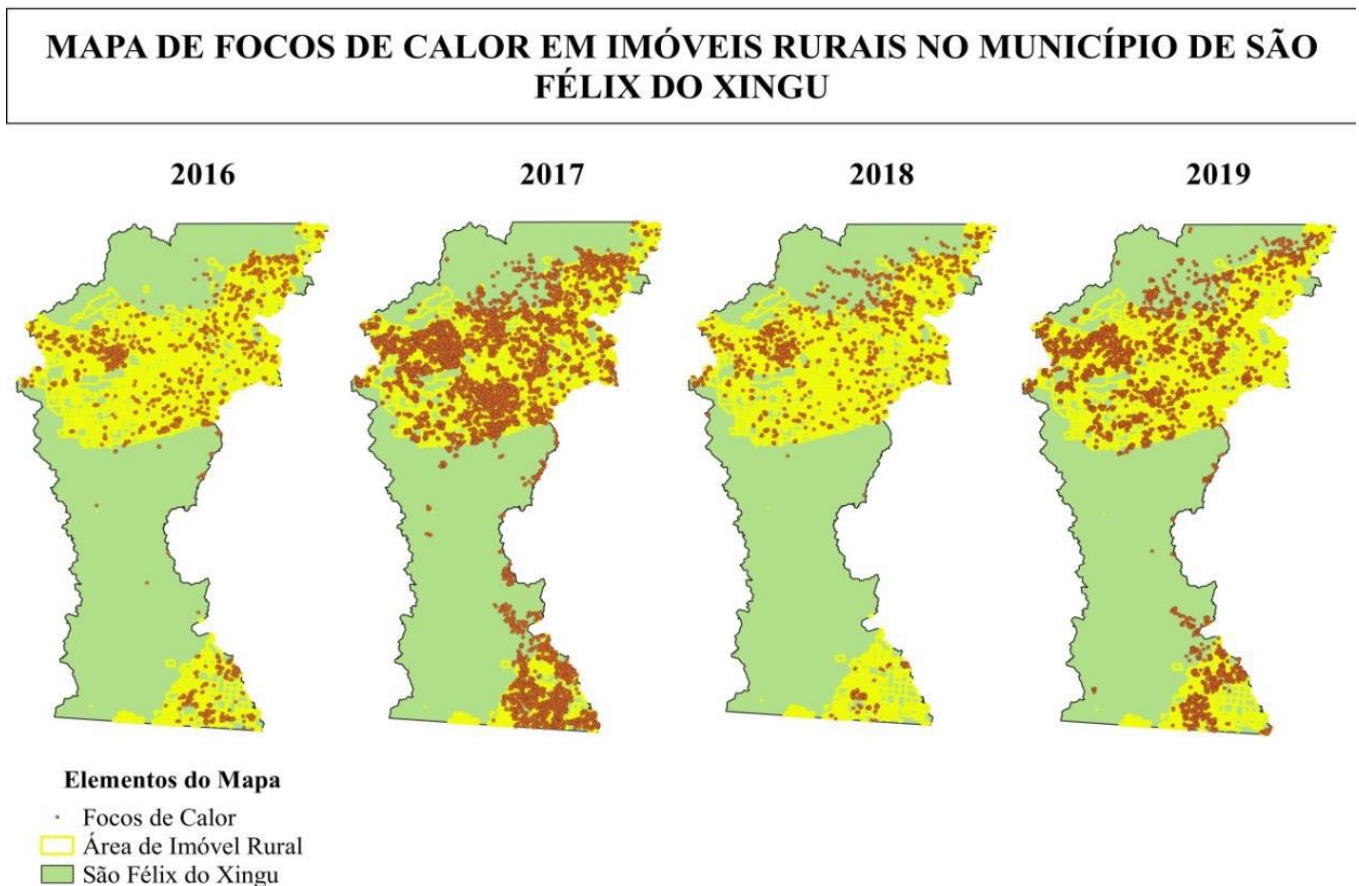 MAPA DE FOCOS DE CALOR EM IMÓVEIS RURAIS NO MUNICÍPIO DE SÃO
FÉLIX DO XINGU
2016
2017
2018
2019
Elementos do Mapa
Focos de Calor
Área de Imóvel Rural
São Félix do Xingu